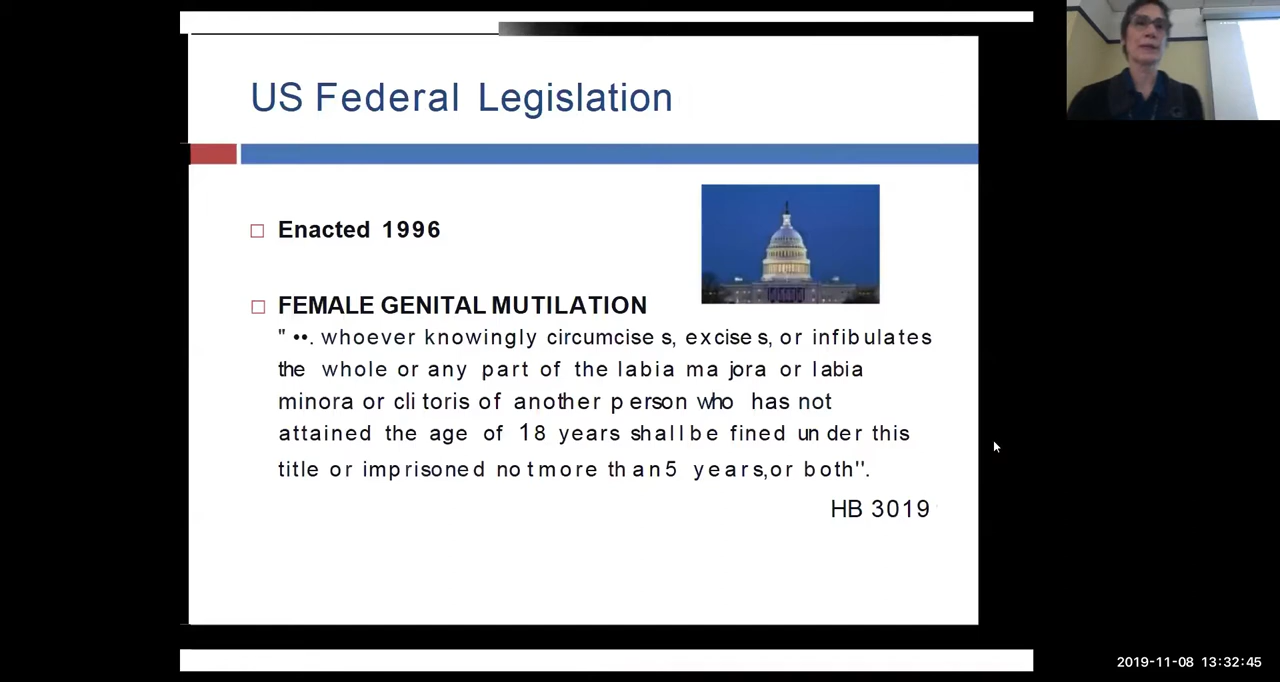 US Federal Legislation
Enacted 1996
FEMALE GENITAL MUTILATION
" ••. whoever knowingly circumcise s, excise s, or infibulates
the whole or any part of the labia ma jora or labia
minora or cli toris of another p erson who has not
attained the age of 18 years shall be fined un der this
title or imprisoned not more than 5 years, or both".
HB 3019
2019-11-08 13:32:45